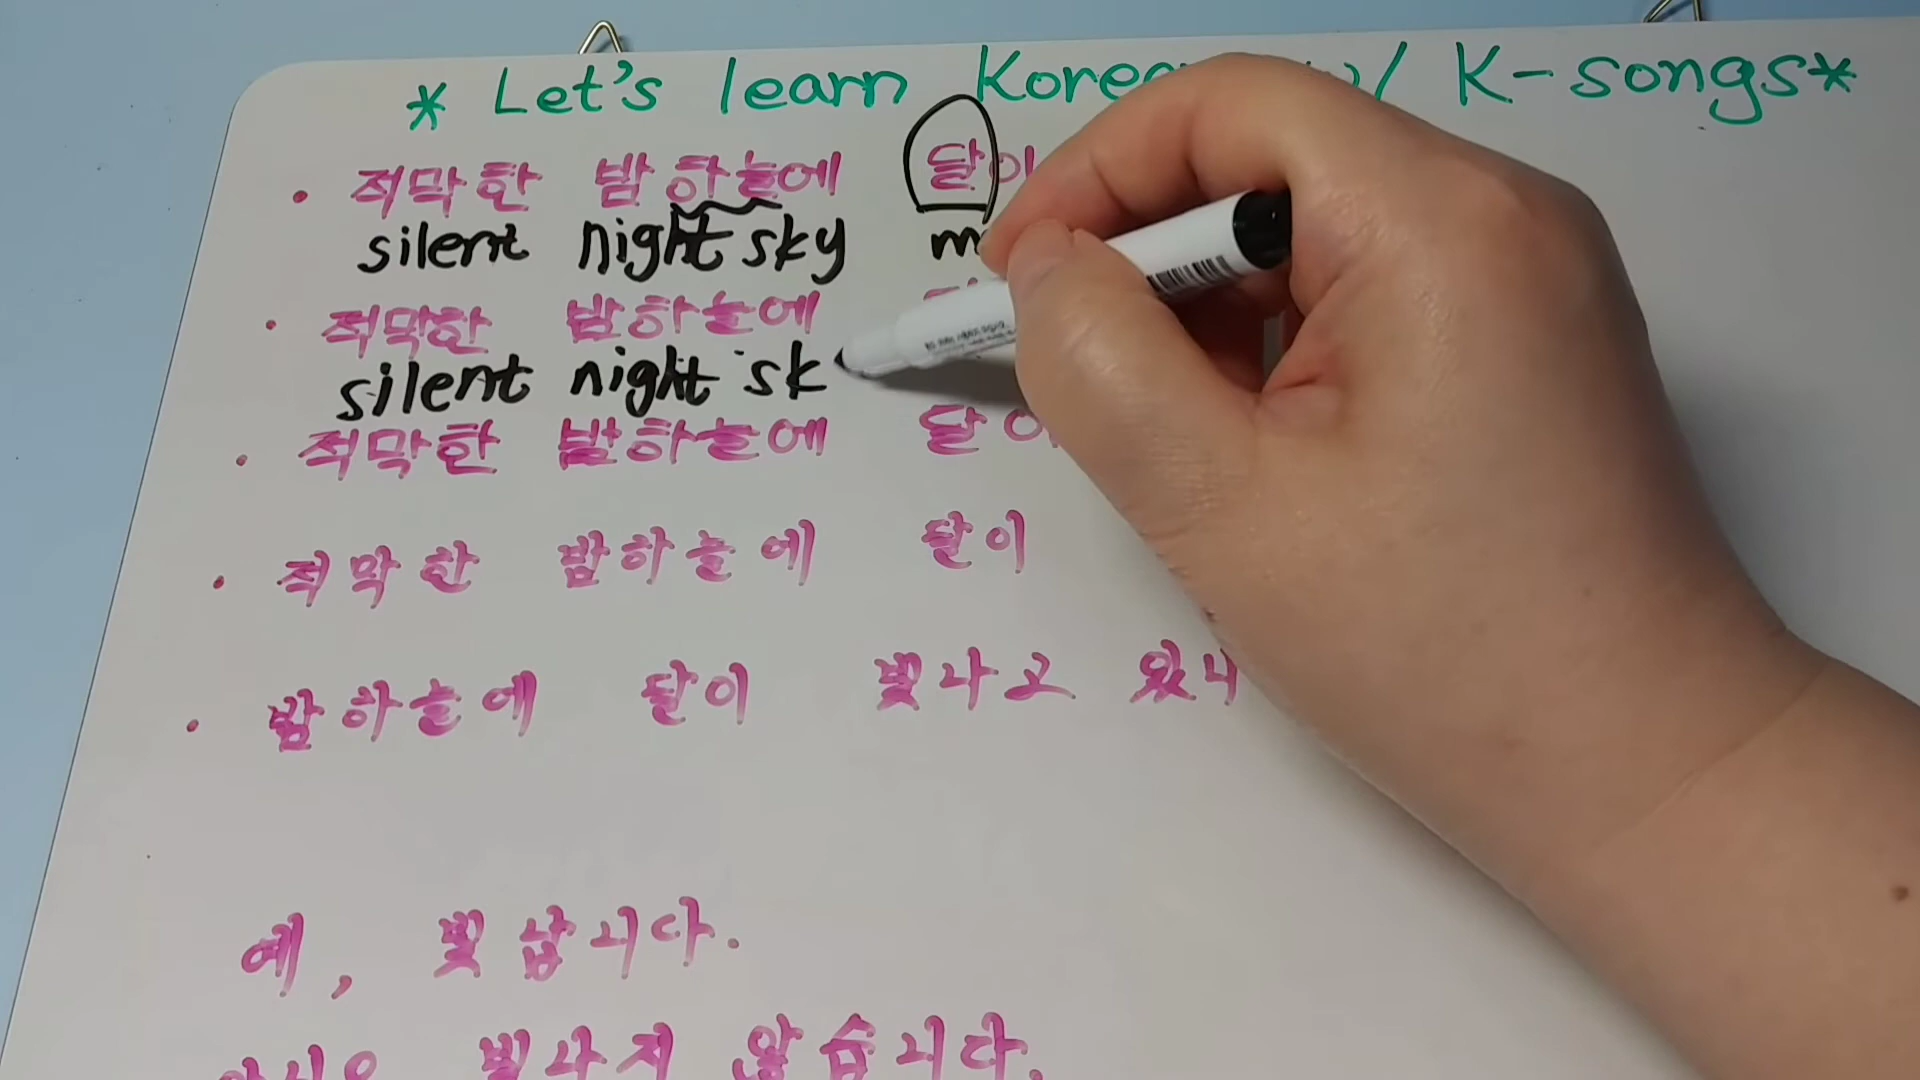 * Let's learn Korean w/ K-songs *
• 적막한 밤하늘에 달이
silent night sky
• 적막한 밤하늘에
silent night sk
• 적막한 밤하늘에 달이
• 적막한 밤하늘에 달이
• 밤하늘에 달이 빛나고
예, 빛납니다.
빛나지 않습니다.